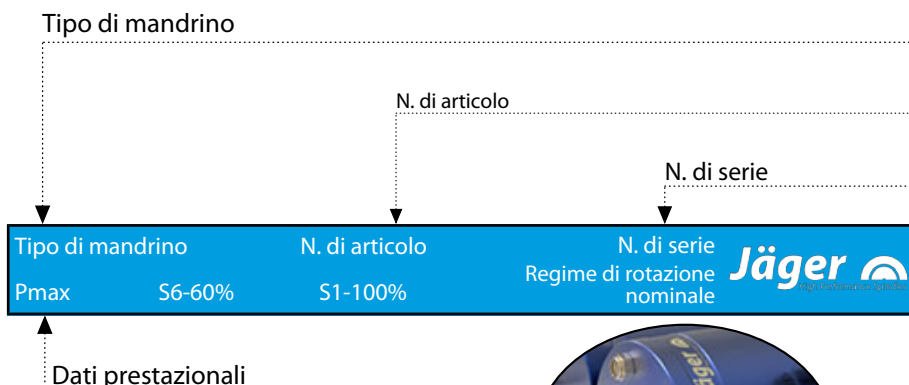 Tipo di mandrino
N. di articolo
N. di serie
Tipo di mandrino N. di articolo N. di serie
Regime di rotazione nominale
Pmax S6-60% S1-100%
Jäger
Dati prestazionali
Jäger